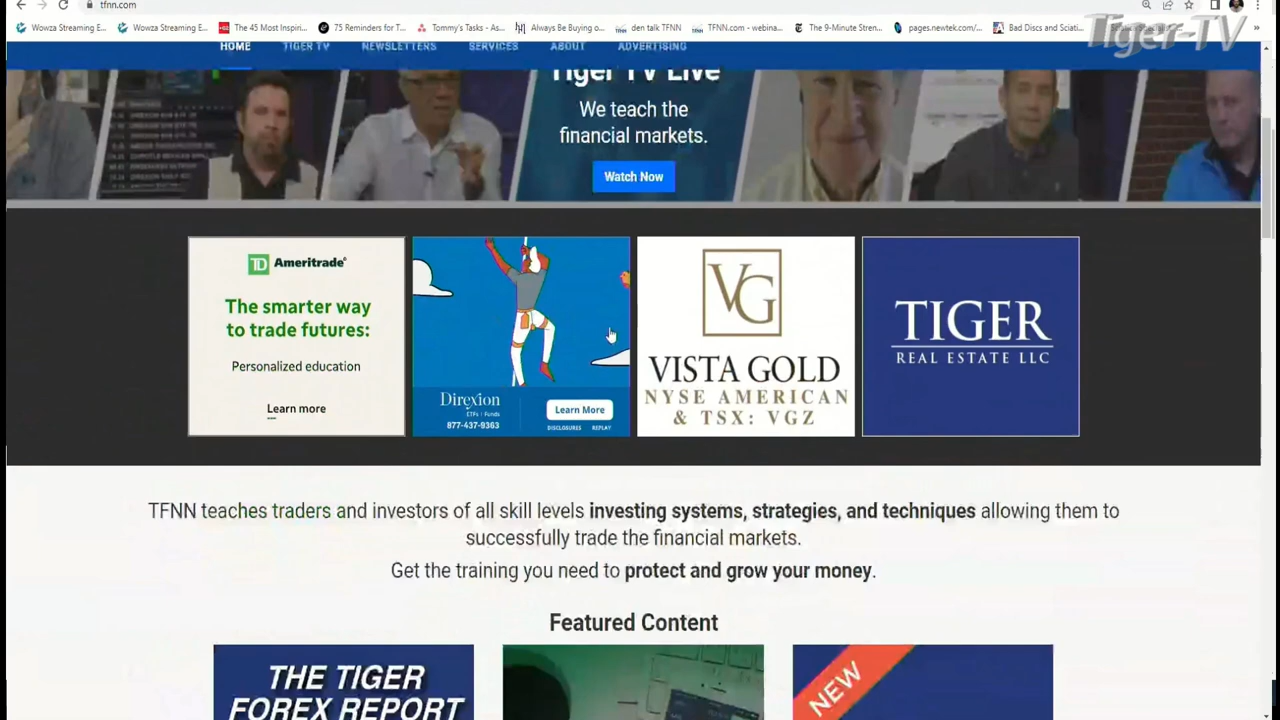 tfnn.com
Wowza Streaming E...
Wowza Streaming E...
The 45 Most Inspiri...
75 Reminders for T...
Tommy's Tasks - As...
Always Be Buying o...
den talk TFNN
TFNN.com - webina...
The 9-Minute Stren...
pages.newtek.com/...
Bad Discs and Sciati...
Tiger-TV
HOME
TIGER TV
NEWSLETTERS
SERVICES
ABOUT
ADVERTISING
Tiger TV Live
We teach the
financial markets.
Watch Now
TD Ameritrade
The smarter way
to trade futures:
Personalized education
Learn more
Direxion
ETFs | Funds
877-437-9363
Learn More
DISCLOSURES REPLAY
VG
VISTA GOLD
NYSE AMERICAN
& TSX: VGZ
TIGER
REAL ESTATE LLC
TFNN teaches traders and investors of all skill levels investing systems, strategies, and techniques allowing them to
successfully trade the financial markets.
Get the training you need to protect and grow your money.
Featured Content
THE TIGER
FOREX REPORT
NEW